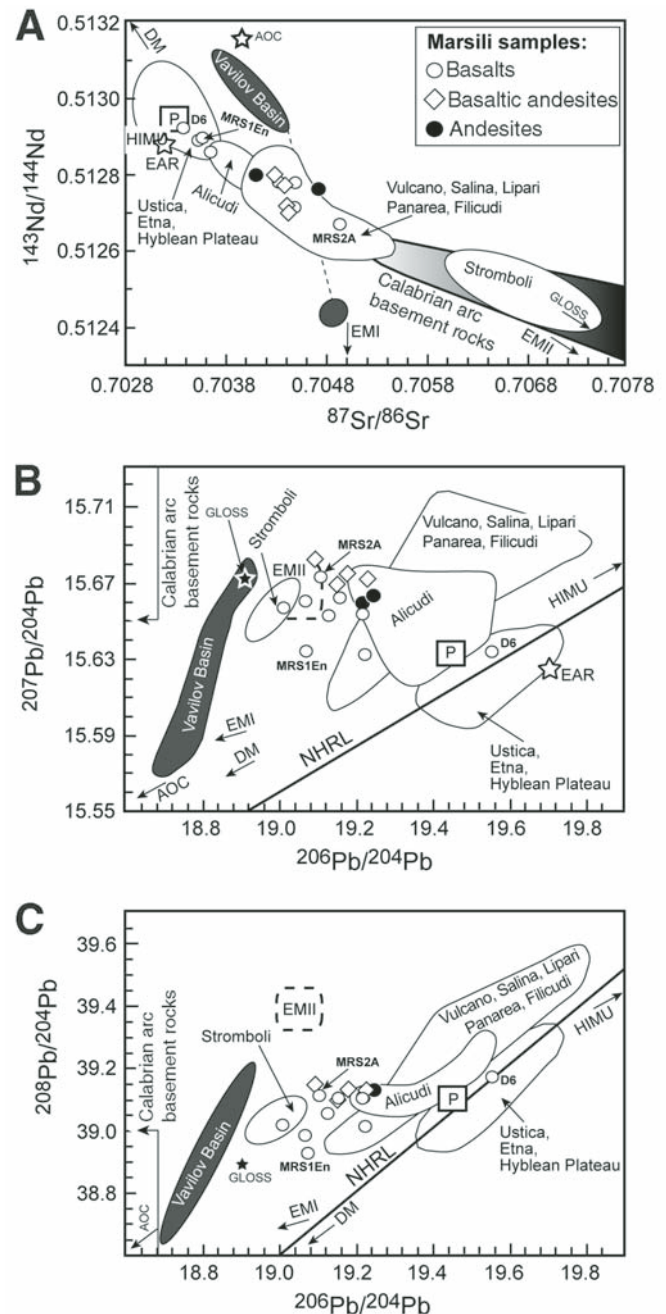 A
0.5132
0.5130
0.5128
0.5126
0.5124
143Nd/144Nd
DM
AOC
Vavilov Basin
P
D6
MRS1En
HIMU
EAR
Alicudi
Ustica,
Etna,
Hyblean Plateau
Marsili samples:
Basalts
Basaltic andesites
Andesites
Vulcano, Salina, Lipari
Panarea, Filicudi
MRS2A
Stromboli
GLOSS
Calabrian arc
basement rocks
EMI
EMII
0.7028
0.7038
0.7048
0.7058
0.7068
0.7078
87Sr/86Sr
B
15.71
15.67
15.63
15.59
15.55
207Pb/204Pb
Calabrian arc
basement rocks
GLOSS
Stromboli
EMII
MRS2A
Vulcano, Salina, Lipari
Panarea, Filicudi
HIMU
Alicudi
P
D6
MRS1En
EAR
Vavilov Basin
EMI
DM
AOC
NHRL
Ustica,
Etna,
Hyblean Plateau
18.8
19.0
19.2
19.4
19.6
19.8
206Pb/204Pb
C
39.6
39.4
39.2
39.0
38.8
208Pb/204Pb
Calabrian arc
basement rocks
EMII
Vulcano, Salina, Lipari
Panarea, Filicudi
HIMU
Stromboli
MRS2A
Alicudi
P
D6
MRS1En
GLOSS
Vavilov Basin
Ustica,
Etna,
Hyblean Plateau
NHRL
EMI
DM
AOC
18.8
19.0
19.2
19.4
19.6
19.8
206Pb/204Pb